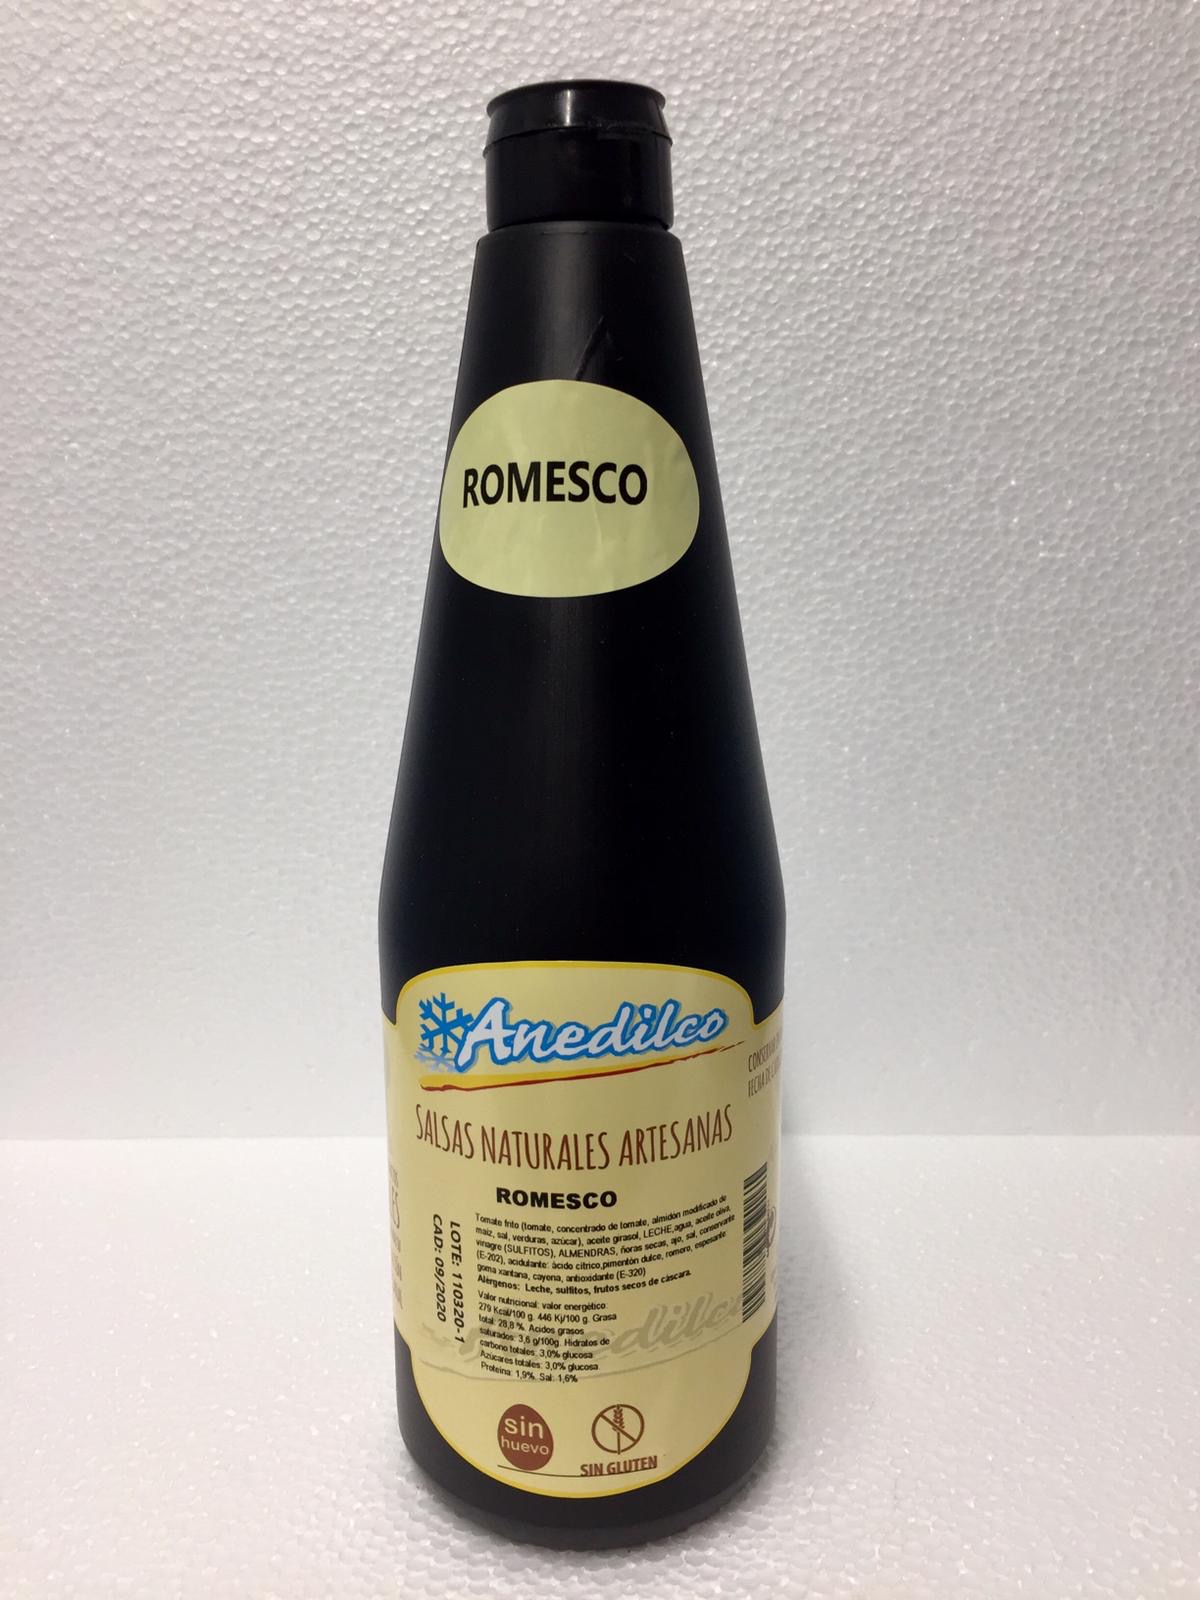 ROMESCO
Anedilco
SALSAS NATURALES ARTESANAS
ROMESCO
Tomate frito (tomate, concentrado de tomate, almidón modificado de
maíz, sal, verduras, azúcar), aceite girasol, LECHE,agua, aceite oliva,
vinagre (SULFITOS), ALMENDRAS, ñoras secas, ajo, sal, conservante
(E-202), acidulante: ácido cítrico,pimentón dulce, romero, espesante
goma xantana, cayena, antioxidante (E-320)
Alérgenos: Leche, sulfitos, frutos secos de cáscara.
Valor nutricional: valor energético:
279 Kcal/100 g. 446 Kj/100 g. Grasa
total: 28,8 %. Acidos grasos
saturados: 3,6 g/100g. Hidratos de
carbono totales: 3,0% glucosa.
Azúcares totales: 3,0% glucosa.
Proteína: 1,9%. Sal: 1,6%
LOTE: 110320-1
CAD: 09/2020
Anedilco
sin
huevo
SIN GLUTEN
CONSERVAR
FECHA DE